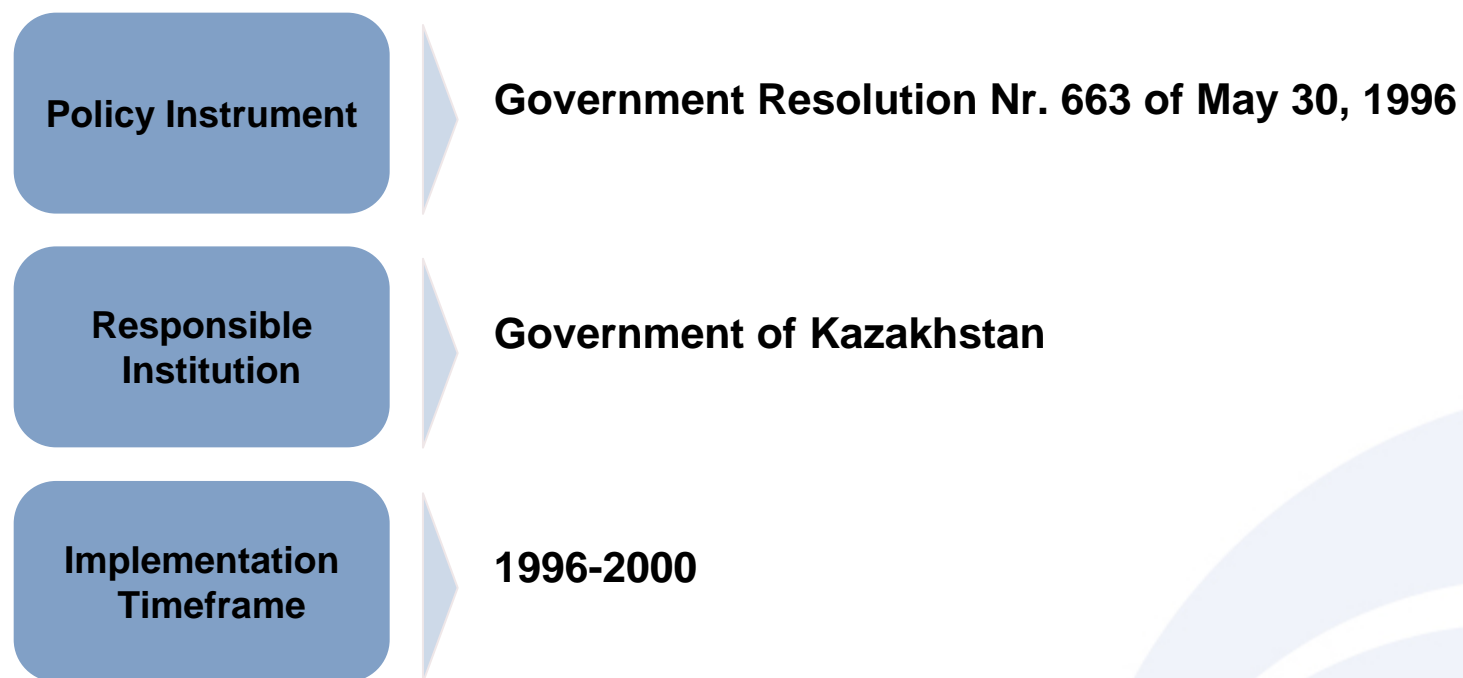 Policy Instrument
Government Resolution Nr. 663 of May 30, 1996
Responsible
Institution
Government of Kazakhstan
Implementation
Timeframe
1996-2000